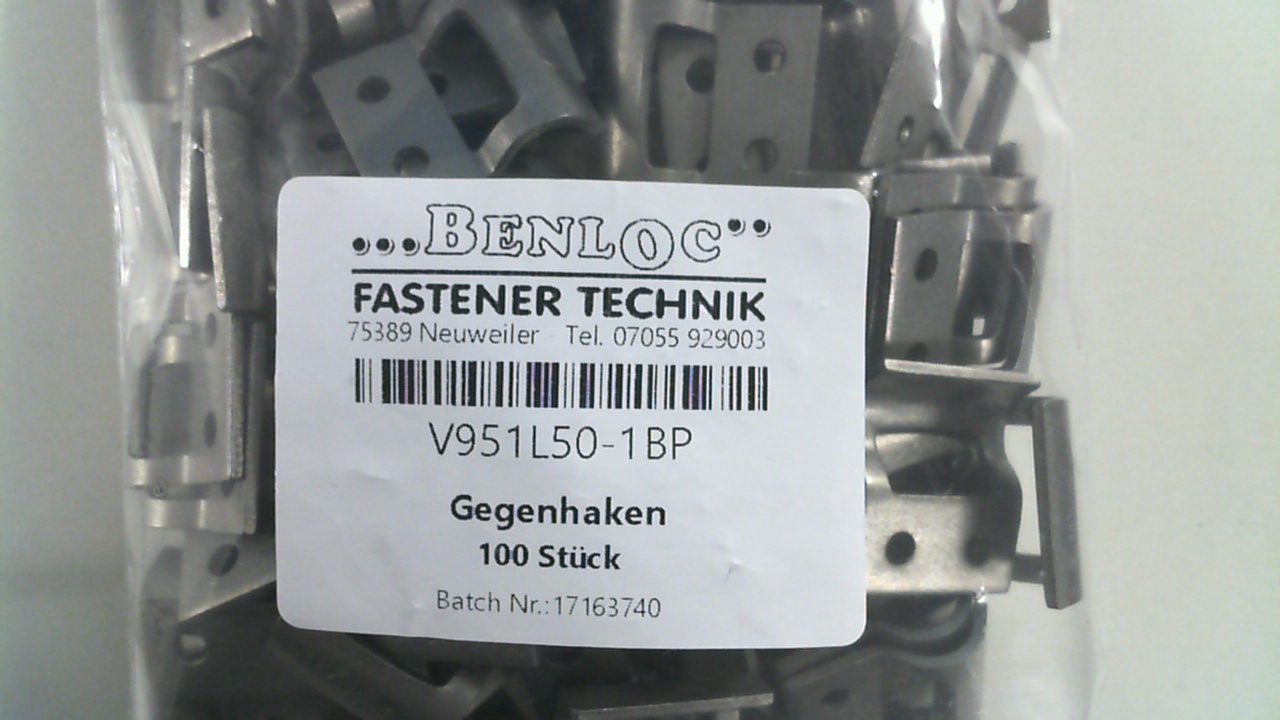 ...BENLOC..
FASTENER TECHNIK
75389 Neuweiler Tel. 07055 929003
V951L50-1BP
Gegenhaken
100 Stück
Batch Nr.:17163740